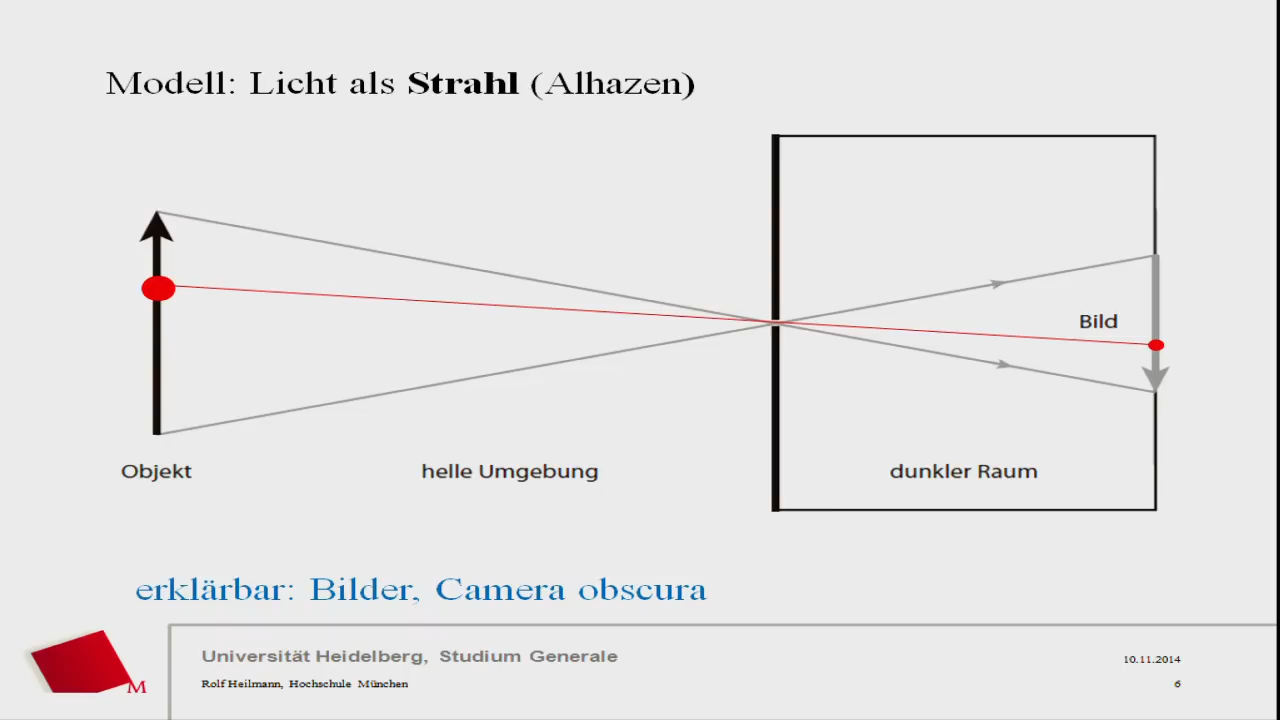 Modell: Licht als Strahl (Alhazen)
Bild
Objekt
helle Umgebung
dunkler Raum
erklärbar: Bilder, Camera obscura
M
Universität Heidelberg, Studium Generale
10.11.2014
Rolf Heilmann, Hochschule München
6